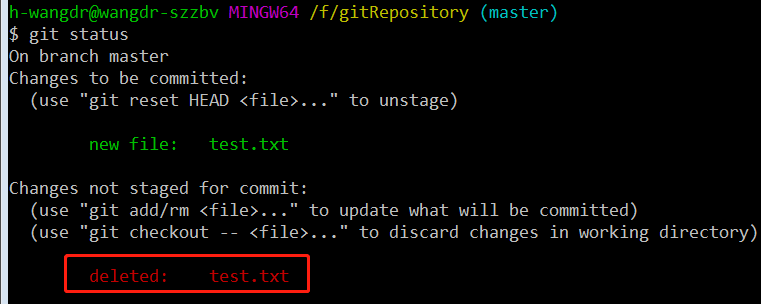 h-wangdr@wangdr-szzbv MINGW64 /f/gitRepository (master)
$ git status
On branch master
Changes to be committed:
  (use "git reset HEAD <file>..." to unstage)
        new file:   test.txt
Changes not staged for commit:
  (use "git add/rm <file>..." to update what will be committed)
  (use "git checkout -- <file>..." to discard changes in working directory)
        deleted:    test.txt